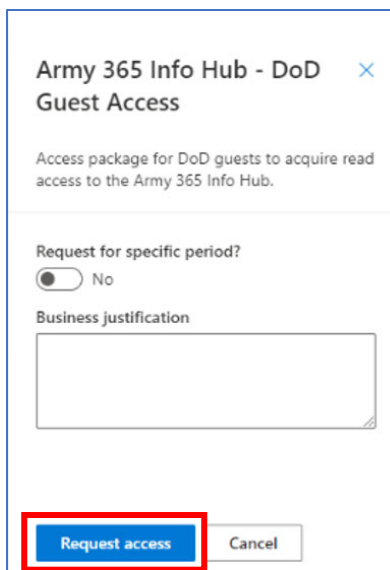 Army 365 Info Hub - DoD
Guest Access
Access package for DoD guests to acquire read
access to the Army 365 Info Hub.
Request for specific period?
No
Business justification
Request access
Cancel